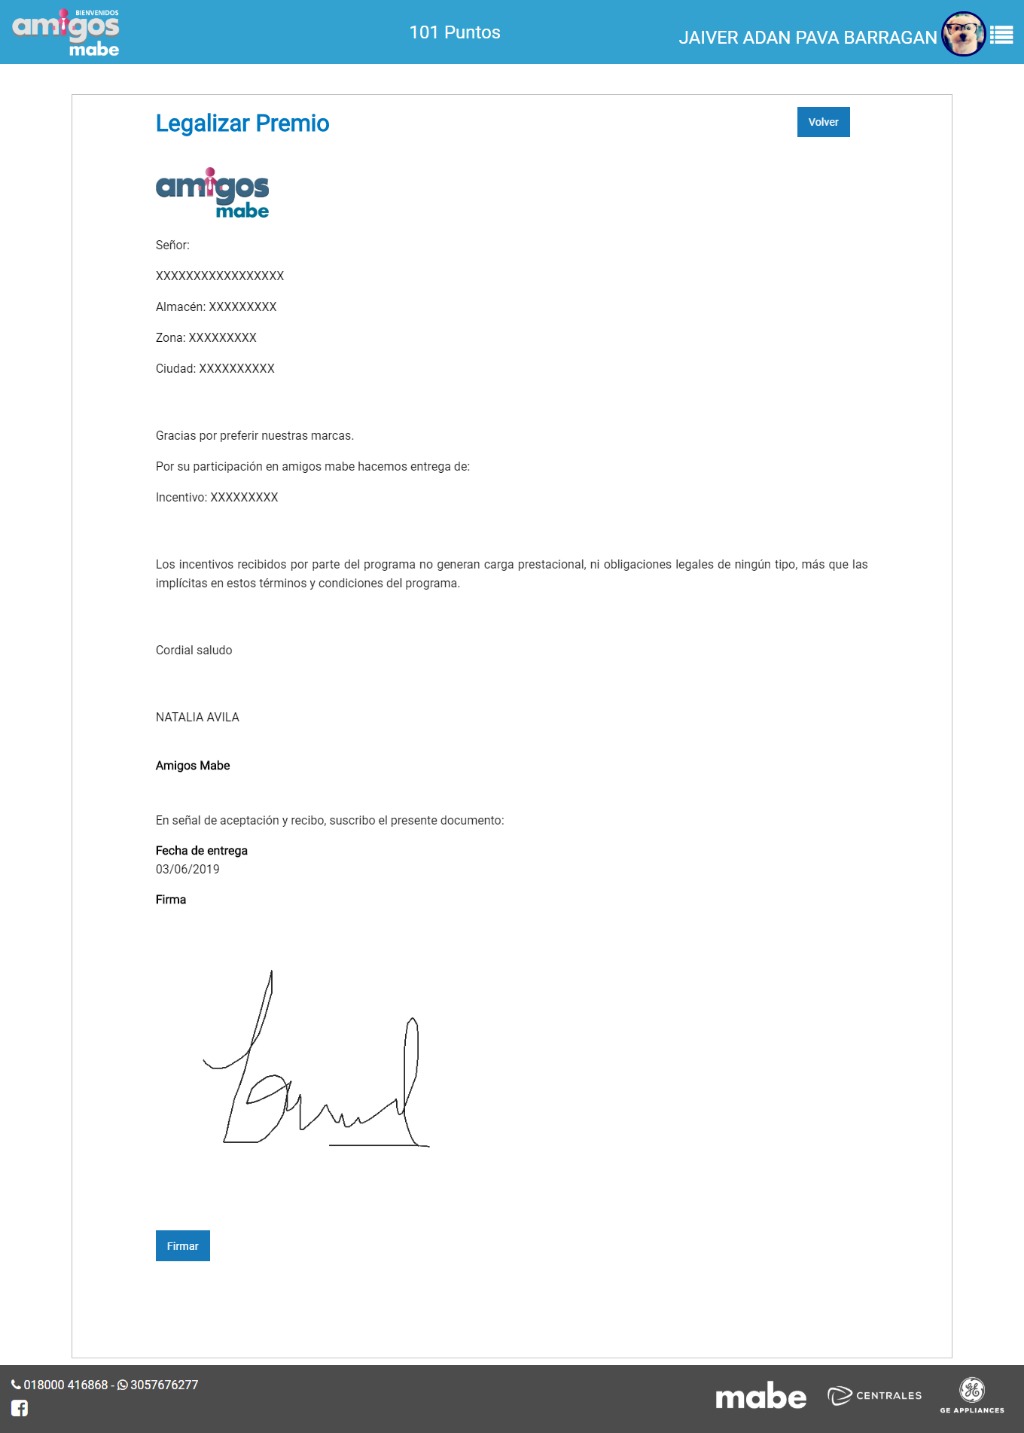 BIENVENIDOS
amigos
mabe
101 Puntos
JAIVER ADAN PAVA BARRAGAN
Legalizar Premio
Volver
amigos
mabe
Señor:
XXXXXXXXXXXXXXXXX
Almacén: XXXXXXXXX
Zona: XXXXXXXXX
Ciudad: XXXXXXXXXX
Gracias por preferir nuestras marcas.
Por su participación en amigos mabe hacemos entrega de:
Incentivo: XXXXXXXXX
Los incentivos recibidos por parte del programa no generan carga prestacional, ni obligaciones legales de ningún tipo, más que las
implícitas en estos términos y condiciones del programa.
Cordial saludo
NATALIA AVILA
Amigos Mabe
En señal de aceptación y recibo, suscribo el presente documento:
Fecha de entrega
03/06/2019
Firma
Firmar
018000 416868 - 3057676277
mabe
CENTRALES
GE APPLIANCES